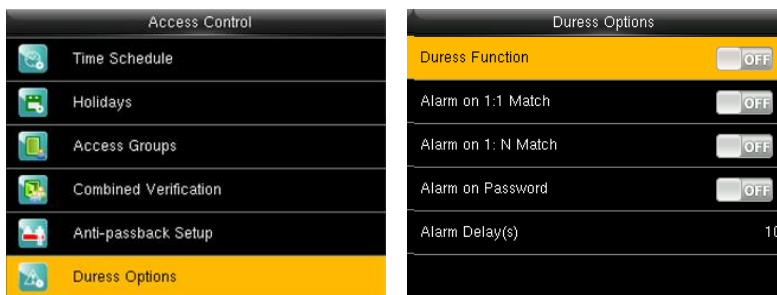 Access Control
Time Schedule
Holidays
Access Groups
Combined Verification
Anti-passback Setup
Duress Options
Duress Options
Duress Function OFF
Alarm on 1:1 Match OFF
Alarm on 1: N Match OFF
Alarm on Password OFF
Alarm Delay(s) 10